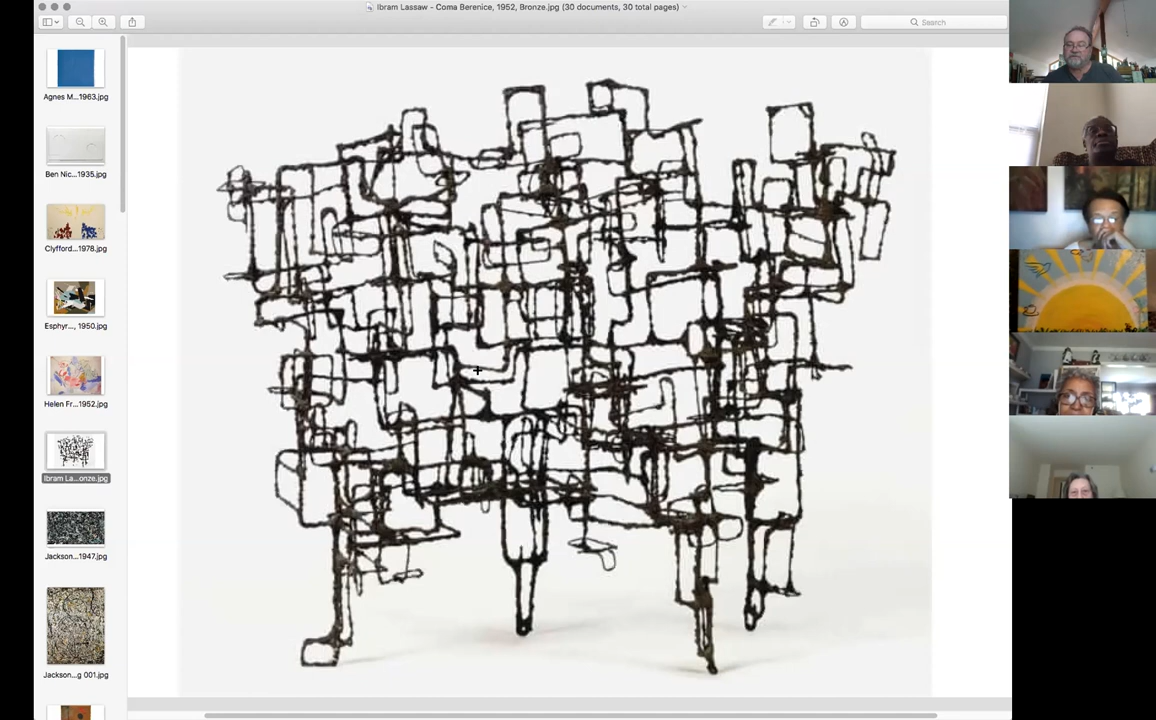 Ibram Lassaw - Coma Berenice, 1952, Bronze.jpg (30 documents, 30 total pages)
Search
Agnes M...1963.jpg
Ben Nic...1935.jpg
Clyfford...1978.jpg
Esphyr..., 1950.jpg
Helen Fr...1952.jpg
Ibram La...onze.jpg
Jackson...1947.jpg
Jackson...g 001.jpg